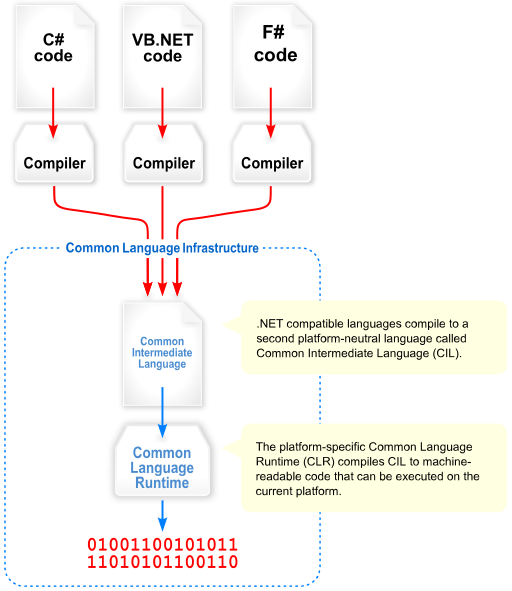 C#
code
VB.NET
code
F#
code
Compiler
Compiler
Compiler
Common Language Infrastructure
Common
Intermediate
Language
.NET compatible languages compile to a
second platform-neutral language called
Common Intermediate Language (CIL).
Common
Language
Runtime
The platform-specific Common Language
Runtime (CLR) compiles CIL to machine-
readable code that can be executed on the
current platform.
01001100101011
11010101100110